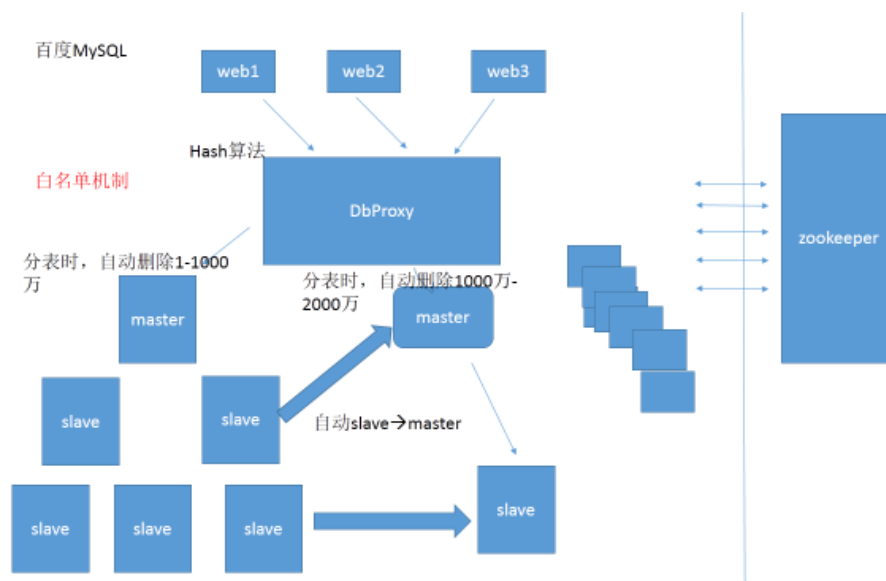 百度MySQL
web1
web2
web3
Hash算法
白名单机制
DbProxy
zookeeper
分表时，自动删除1-1000
万
分表时，自动删除1000万-
2000万
master
master
slave
slave
自动slave→master
slave
slave
slave
slave